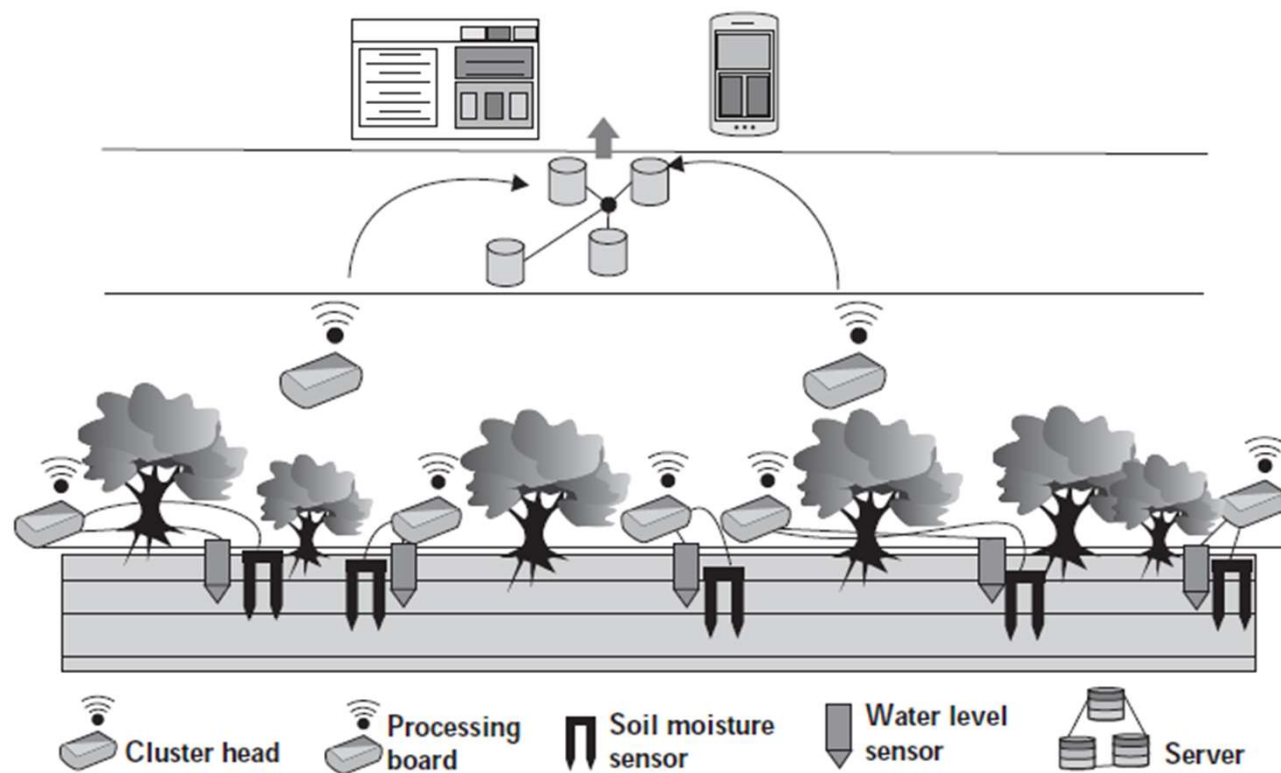 Cluster head
Processing
board
Soil moisture
sensor
Water level
sensor
Server